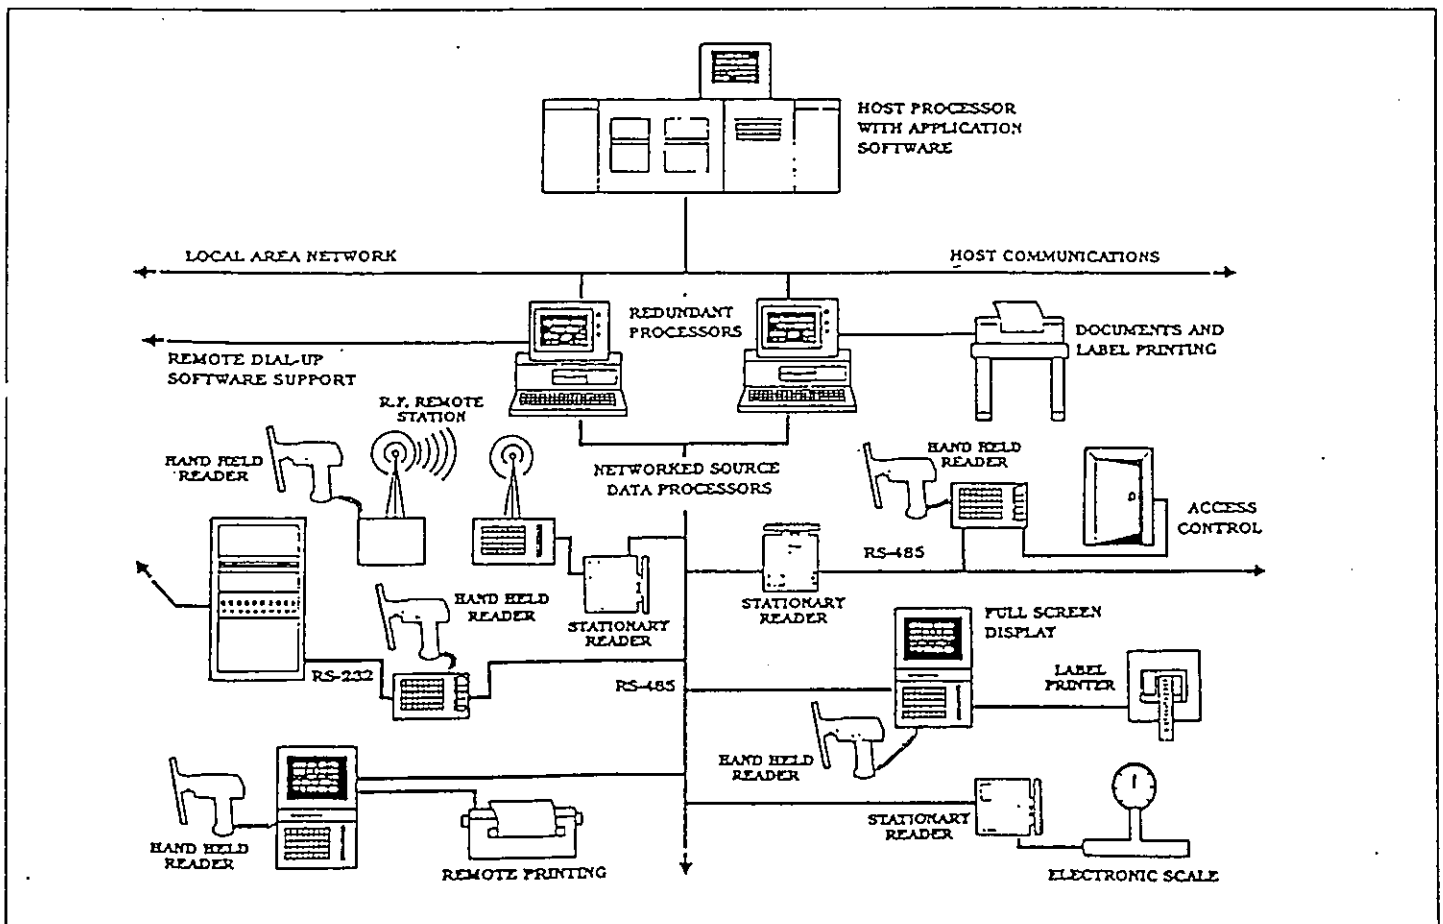 HOST PROCESSOR
WITH APPLICATION
SOFTWARE
LOCAL AREA NETWORK
HOST COMMUNICATIONS
REDUNDANT
PROCESSORS
DOCUMENTS AND
LABEL PRINTING
REMOTE DIAL-UP
SOFTWARE SUPPORT
R.F. REMOTE
STATION
HAND HELD
READER
NETWORKED SOURCE
DATA PROCESSORS
HAND HELD
READER
ACCESS
CONTROL
RS-485
HAND HELD
READER
STATIONARY
READER
STATIONARY
READER
FULL SCREEN
DISPLAY
RS-232
RS-485
LABEL
PRINTER
HAND HELD
READER
STATIONARY
READER
HAND HELD
READER
REMOTE PRINTING
ELECTRONIC SCALE